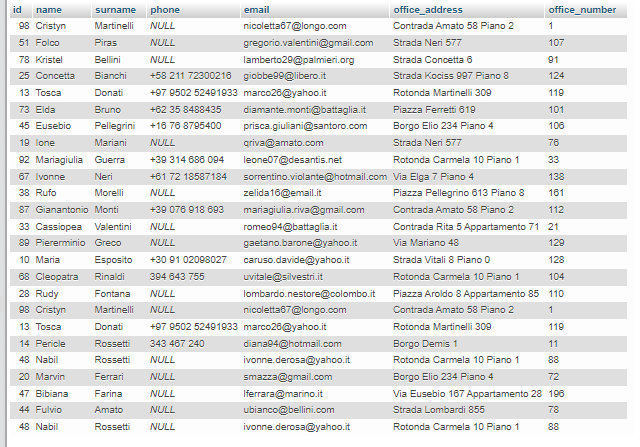 id name surname phone email office_address office_number
98 Cristyn Martinelli NULL nicoletta67@longo.com Contrada Amato 58 Piano 2 1
51 Folco Piras NULL gregorio.valentini@gmail.com Strada Neri 577 107
78 Kristel Bellini NULL lamberto29@palmieri.org Strada Concetta 6 91
25 Concetta Bianchi +58 211 72300216 giobbe99@libero.it Strada Kociss 997 Piano 8 124
13 Tosca Donati +97 9502 52491933 marco26@yahoo.it Rotonda Martinelli 309 119
73 Elda Bruno +62 35 8488435 diamante.monti@battaglia.it Piazza Ferretti 619 101
45 Eusebio Pellegrini +16 76 8795400 prisca.giuliani@santoro.com Borgo Elio 234 Piano 4 106
19 Ione Mariani NULL qriva@amato.com Strada Neri 577 76
92 Mariagiulia Guerra +39 314 686 094 leone07@desantis.net Rotonda Carmela 10 Piano 1 33
67 Ivonne Neri +61 72 18587184 sorrentino.violante@hotmail.com Via Elga 7 Piano 4 138
38 Rufo Morelli NULL zelida16@email.it Piazza Pellegrino 613 Piano 8 161
87 Gianantonio Monti +39 076 918 693 mariagiulia.riva@gmail.com Contrada Amato 58 Piano 2 112
33 Cassiopea Valentini NULL romeo94@battaglia.it Contrada Rita 5 Appartamento 71 21
89 Piererminio Greco NULL gaetano.barone@yahoo.it Via Mariano 48 129
10 Maria Esposito +30 91 02098027 caruso.davide@yahoo.it Strada Vitali 8 Piano 0 128
68 Cleopatra Rinaldi 394 643 755 uvitale@silvestri.it Rotonda Carmela 10 Piano 1 104
28 Rudy Fontana NULL lombardo.nestore@colombo.it Piazza Aroldo 8 Appartamento 85 110
98 Cristyn Martinelli NULL nicoletta67@longo.com Contrada Amato 58 Piano 2 1
13 Tosca Donati +97 9502 52491933 marco26@yahoo.it Rotonda Martinelli 309 119
14 Pericle Rossetti 343 467 240 diana94@hotmail.com Borgo Demis 1 11
48 Nabil Rossetti NULL ivonne.derosa@yahoo.it Rotonda Carmela 10 Piano 1 88
20 Marvin Ferrari NULL smazza@gmail.com Borgo Elio 234 Piano 4 72
47 Bibiana Farina NULL lferrara@marino.it Via Eusebio 167 Appartamento 28 196
44 Fulvio Amato NULL ubianco@bellini.com Strada Lombardi 855 78
48 Nabil Rossetti NULL ivonne.derosa@yahoo.it Rotonda Carmela 10 Piano 1 88